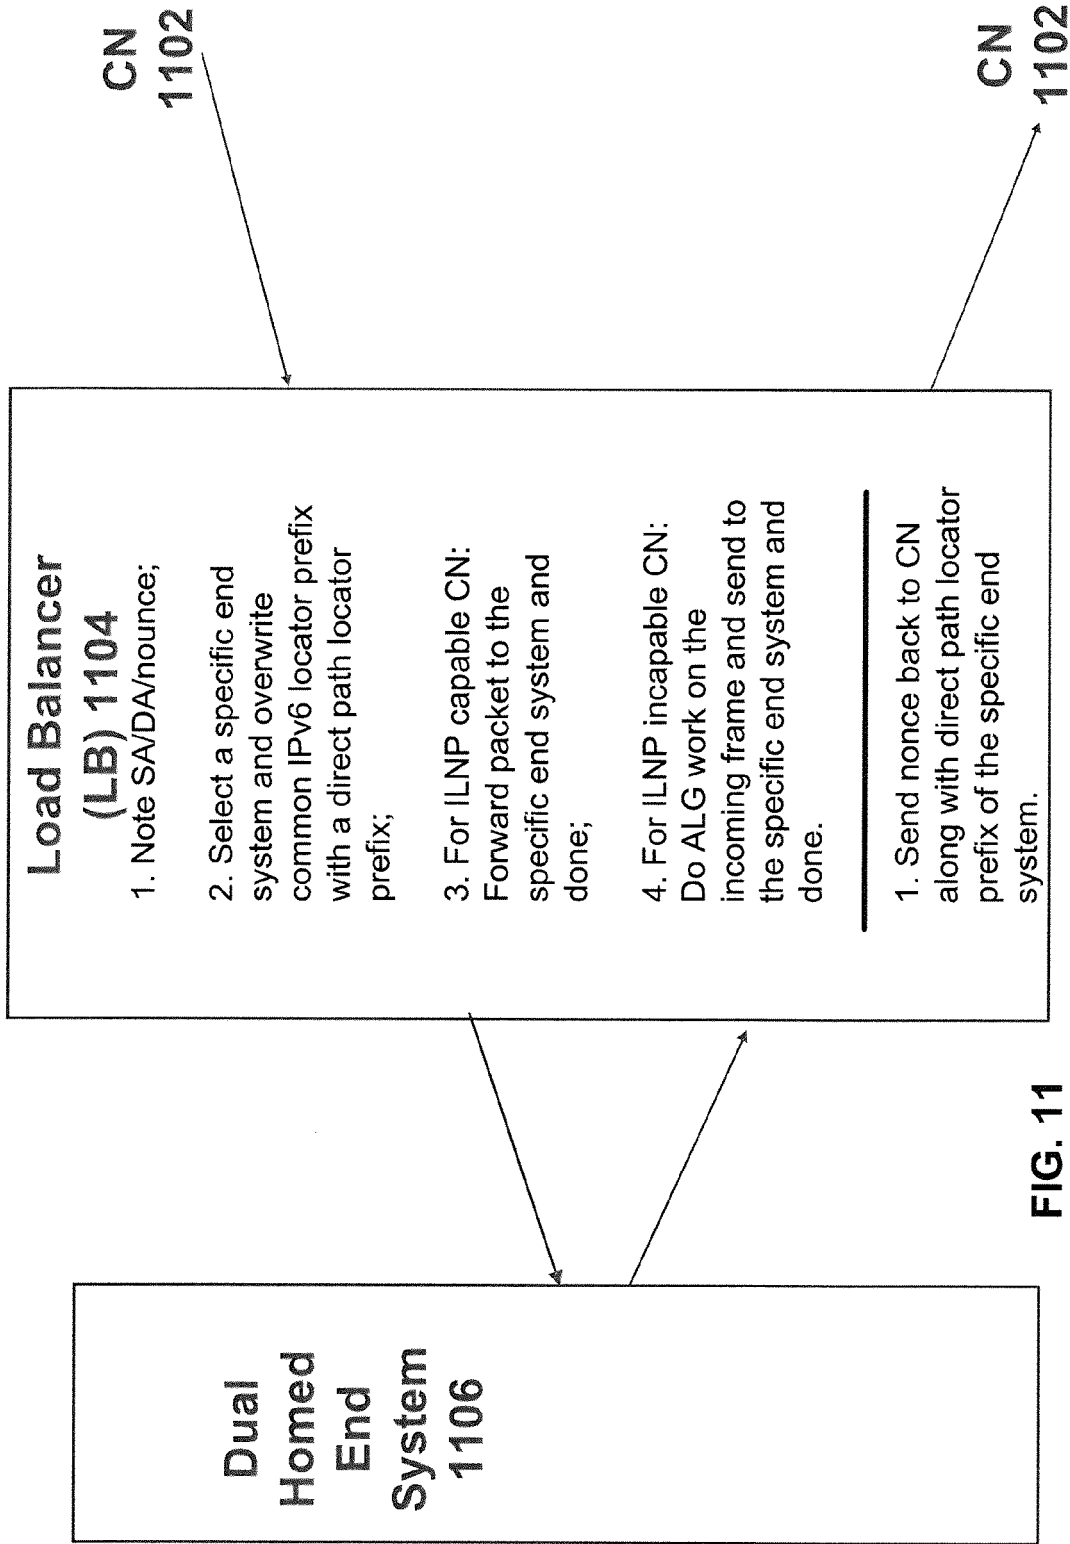 Dual
Homed
End
System
1106
Load Balancer
(LB) 1104
1. Note SA/DA/nounce;
2. Select a specific end
system and overwrite
common IPv6 locator prefix
with a direct path locator
prefix;
3. For ILNP capable CN:
Forward packet to the
specific end system and
done;
4. For ILNP incapable CN:
Do ALG work on the
incoming frame and send to
the specific end system and
done.
1. Send nonce back to CN
along with direct path locator
prefix of the specific end
system.
CN
1102
CN
1102
FIG. 11